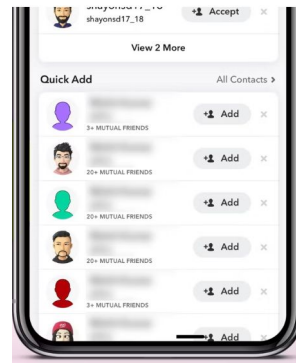 shayonsd17_18
Accept
shayonsd17_18
View 2 More
Quick Add
All Contacts >
Add
3+ MUTUAL FRIENDS
Add
20+ MUTUAL FRIENDS
Add
20+ MUTUAL FRIENDS
Add
20+ MUTUAL FRIENDS
Add
3+ MUTUAL FRIENDS
Add